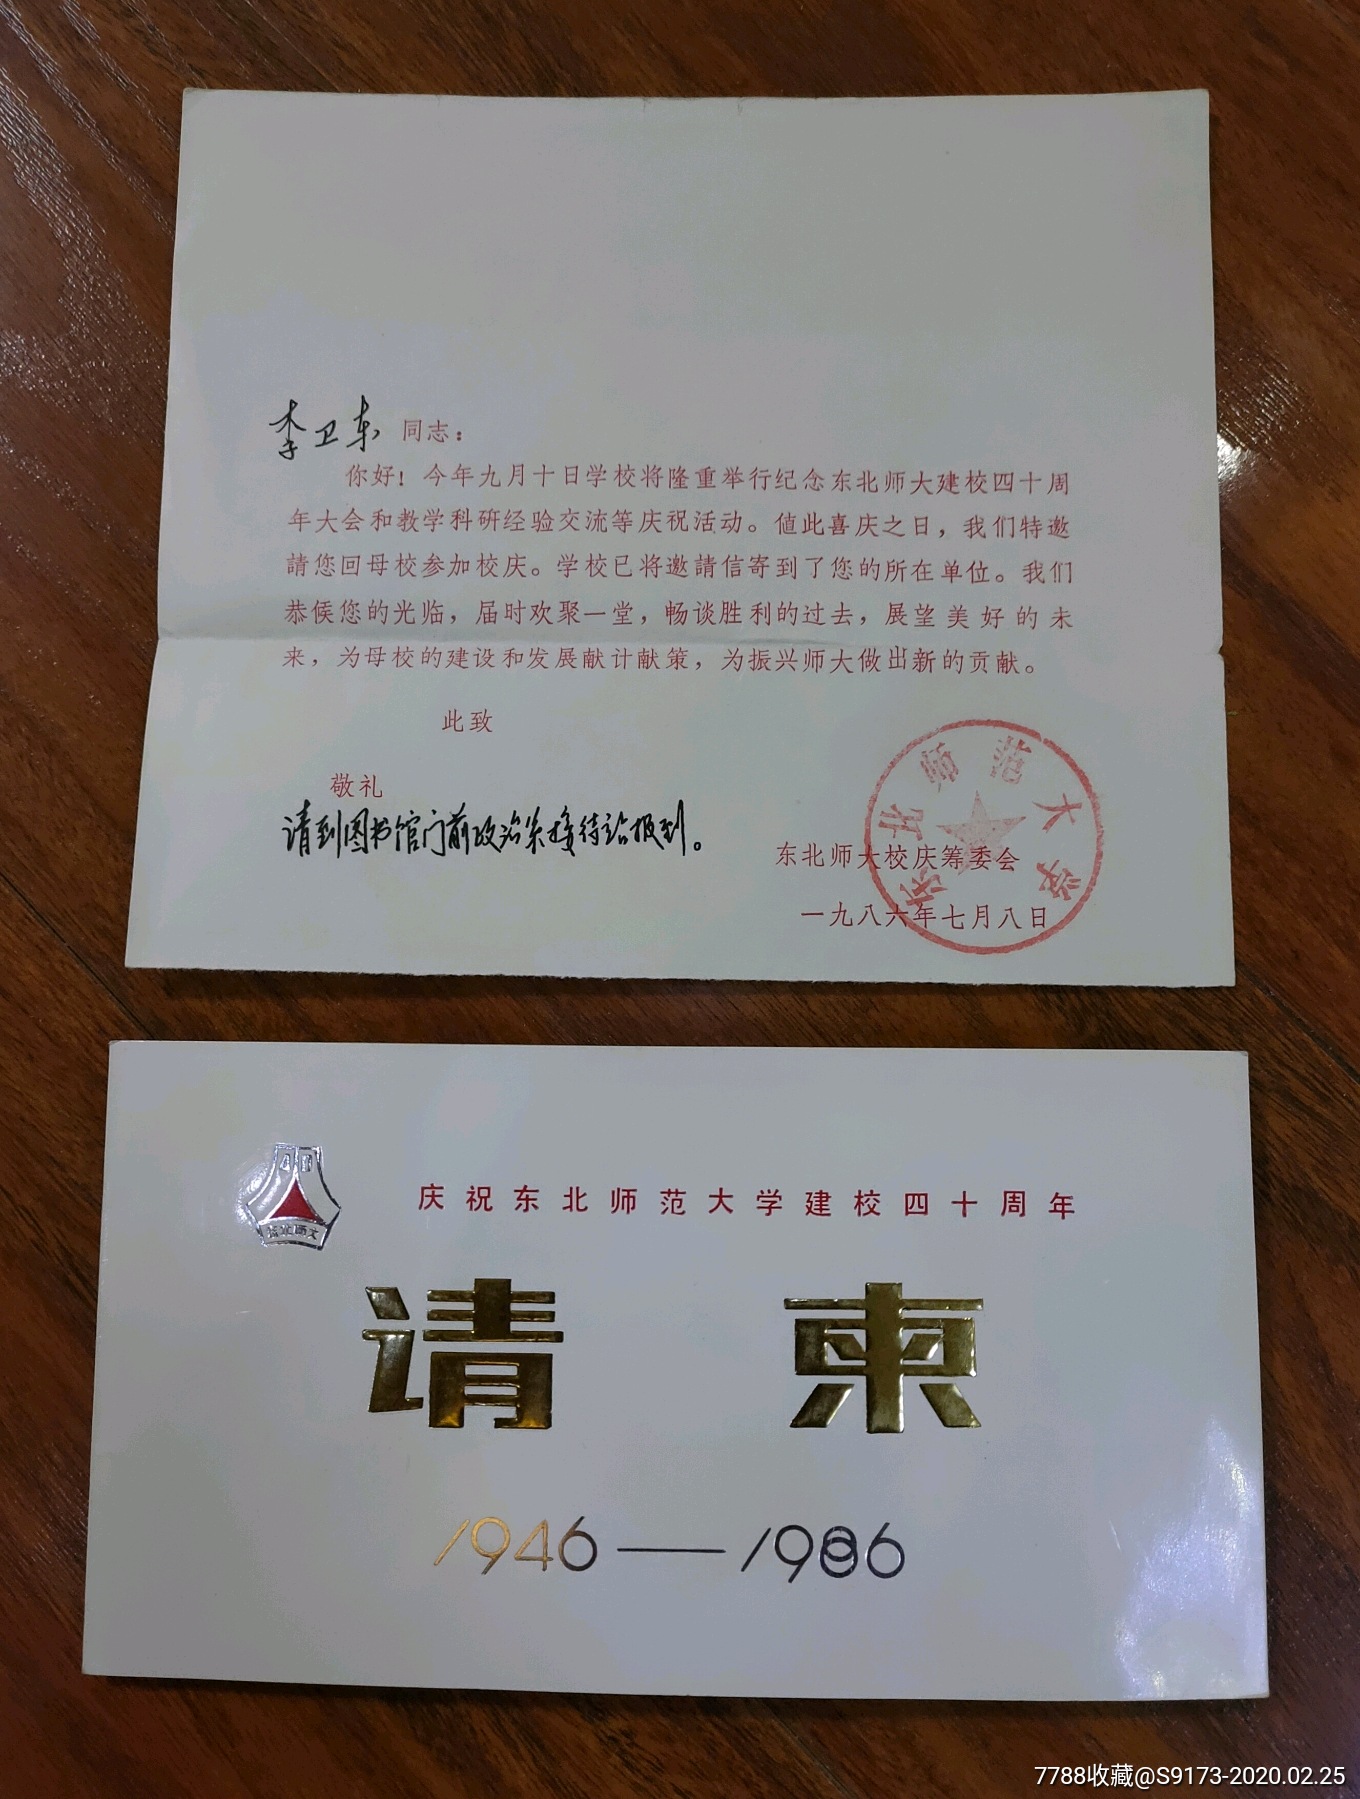 李卫东 同志：
你好！今年九月十日学校将隆重举行纪念东北师大建校四十周
年大会和教学科研经验交流等庆祝活动。值此喜庆之日，我们特邀
請您回母校参加校庆。学校已将邀請信寄到了您的所在单位。我们
恭候您的光临，届时欢聚一堂，畅谈胜利的过去，展望美好的未
来，为母校的建设和发展献计献策，为振兴师大做出新的贡献。
此致
敬礼
请到图书馆门前政治系接待站报到。
东北师范大学
东北师大校庆筹委会
一九八六年七月八日
东北师大
庆祝东北师范大学建校四十周年
请柬
1946——1986
7788收藏@S9173-2020.02.25